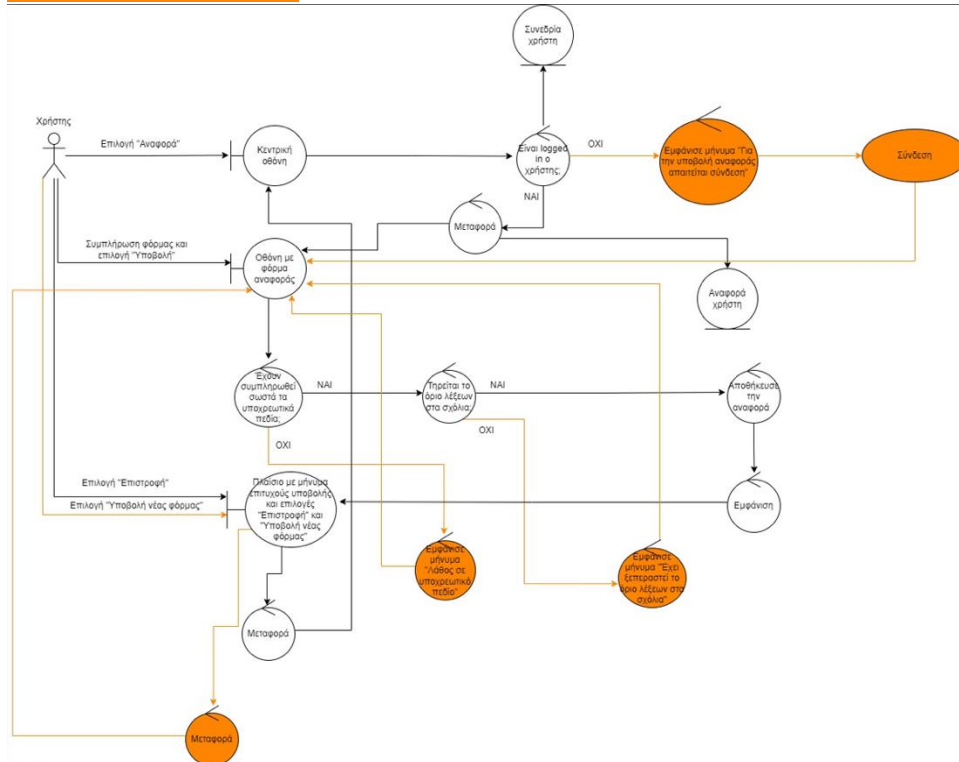 Συνεδρία
χρήστη
Χρήστης
Επιλογή "Αναφορά"
Κεντρική
οθόνη
Είναι logged
in ο
χρήστης;
ΟΧΙ
Εμφάνισε μήνυμα "Για
την υποβολή αναφοράς
απαιτείται σύνδεση"
Σύνδεση
ΝΑΙ
Μεταφορά
Συμπλήρωση φόρμας και
επιλογή "Υποβολή"
Οθόνη με
φόρμα
αναφοράς
Αναφορά
χρήστη
Έχουν
συμπληρωθεί
σωστά τα
υποχρεωτικά
πεδία;
ΝΑΙ
Τηρείται το
όριο λέξεων
στα σχόλια;
ΝΑΙ
Αποθήκευσε
την
αναφορά
ΟΧΙ
ΟΧΙ
Επιλογή "Επιστροφή"
Επιλογή "Υποβολή νέας φόρμας"
Πλαίσιο με μήνυμα
επιτυχούς υποβολής
και επιλογές
"Επιστροφή" και
"Υποβολή νέας
φόρμας"
Εμφάνιση
Εμφάνισε
μήνυμα
"Λάθος σε
υποχρεωτικό
πεδίο"
Εμφάνισε
μήνυμα "Έχει
ξεπεραστεί το
όριο λέξεων στα
σχόλια"
Μεταφορά
Μεταφορά